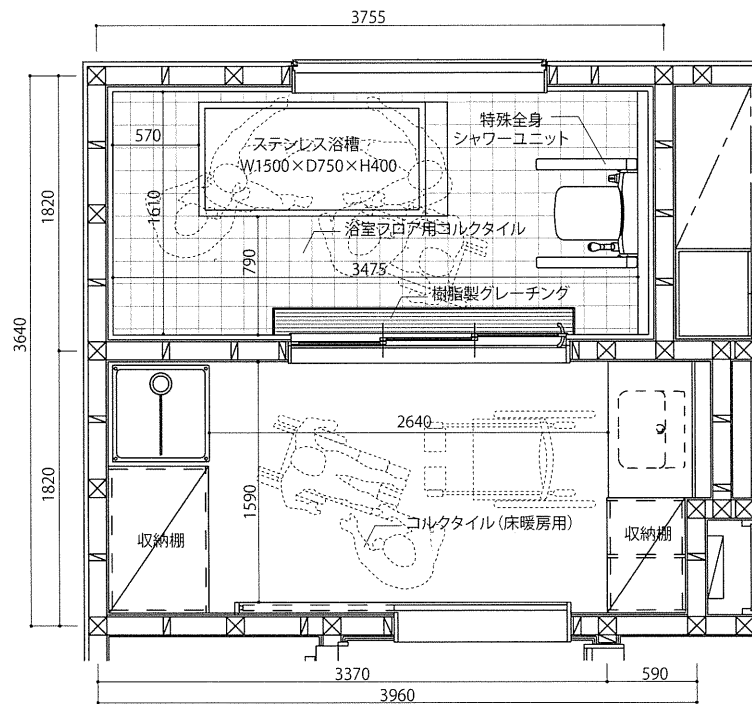 3755
570
ステンレス浴槽
W1500×D750×H400
特殊全身
シャワーユニット
1820
1610
790
浴室フロア用コルクタイル
3475
樹脂製グレーチング
3640
2640
1820
1590
収納棚
コルクタイル（床暖房用）
収納棚
3370
590
3960